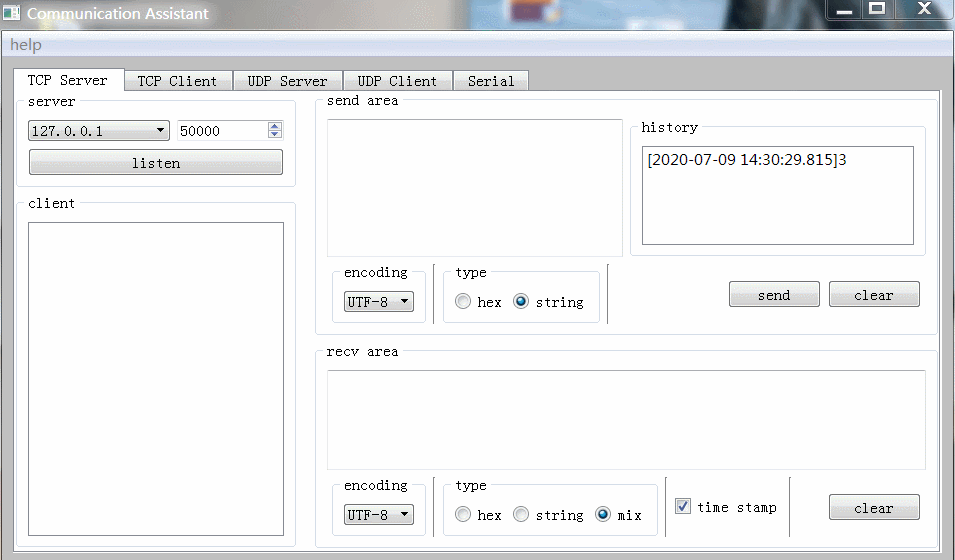 Communication Assistant
help
TCP Server
TCP Client
UDP Server
UDP Client
Serial
server
127.0.0.1
50000
listen
client
send area
history
[2020-07-09 14:30:29.815]3
encoding
UTF-8
type
hex
string
send
clear
recv area
encoding
UTF-8
type
hex
string
mix
time stamp
clear